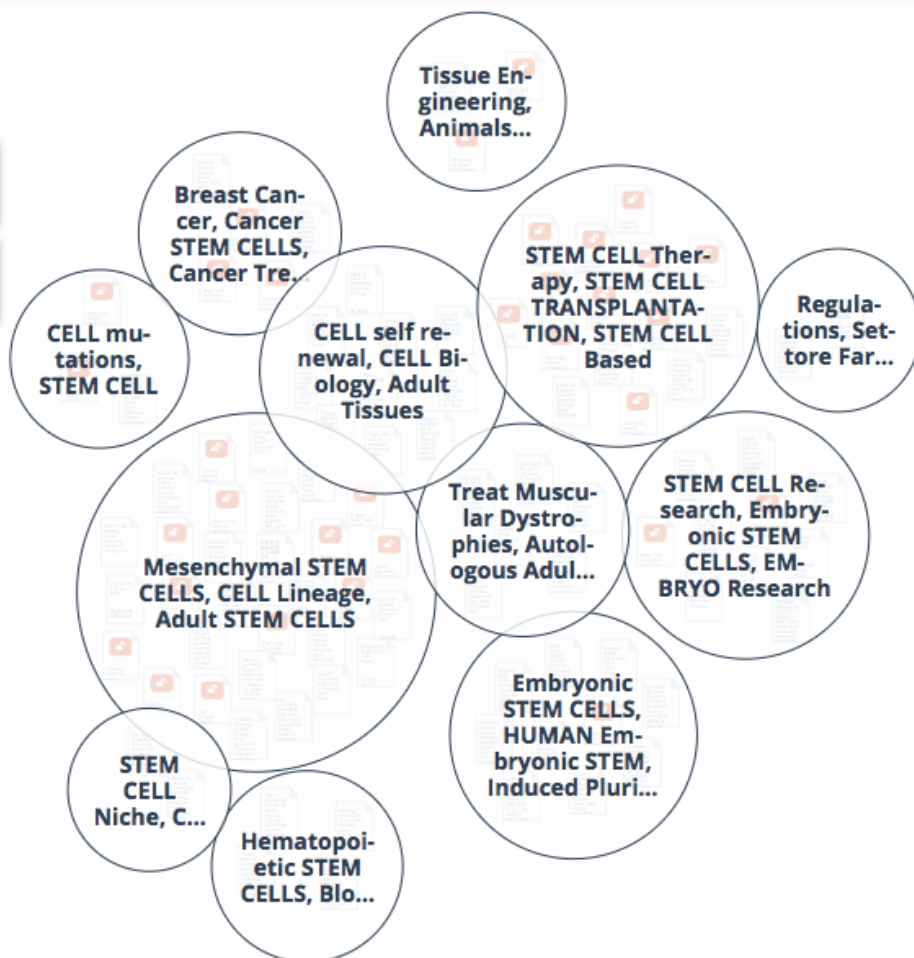 Tissue En-
gineering,
Animals...
Breast Can-
cer, Cancer
STEM CELLS,
Cancer Tre...
STEM CELL Ther-
apy, STEM CELL
TRANSPLANTA-
TION, STEM CELL
Based
Regula-
tions, Set-
tore Far...
CELL mu-
tations,
STEM CELL
CELL self re-
newal, CELL Bi-
ology, Adult
Tissues
Treat Muscu-
lar Dystro-
phies, Autol-
ogous Adul...
STEM CELL Re-
search, Embry-
onic STEM
CELLS, EM-
BRYO Research
Mesenchymal STEM
CELLS, CELL Lineage,
Adult STEM CELLS
Embryonic
STEM CELLS,
HUMAN Em-
bryonic STEM,
Induced Pluri...
STEM
CELL
Niche, C...
Hematopoi-
etic STEM
CELLS, Blo...